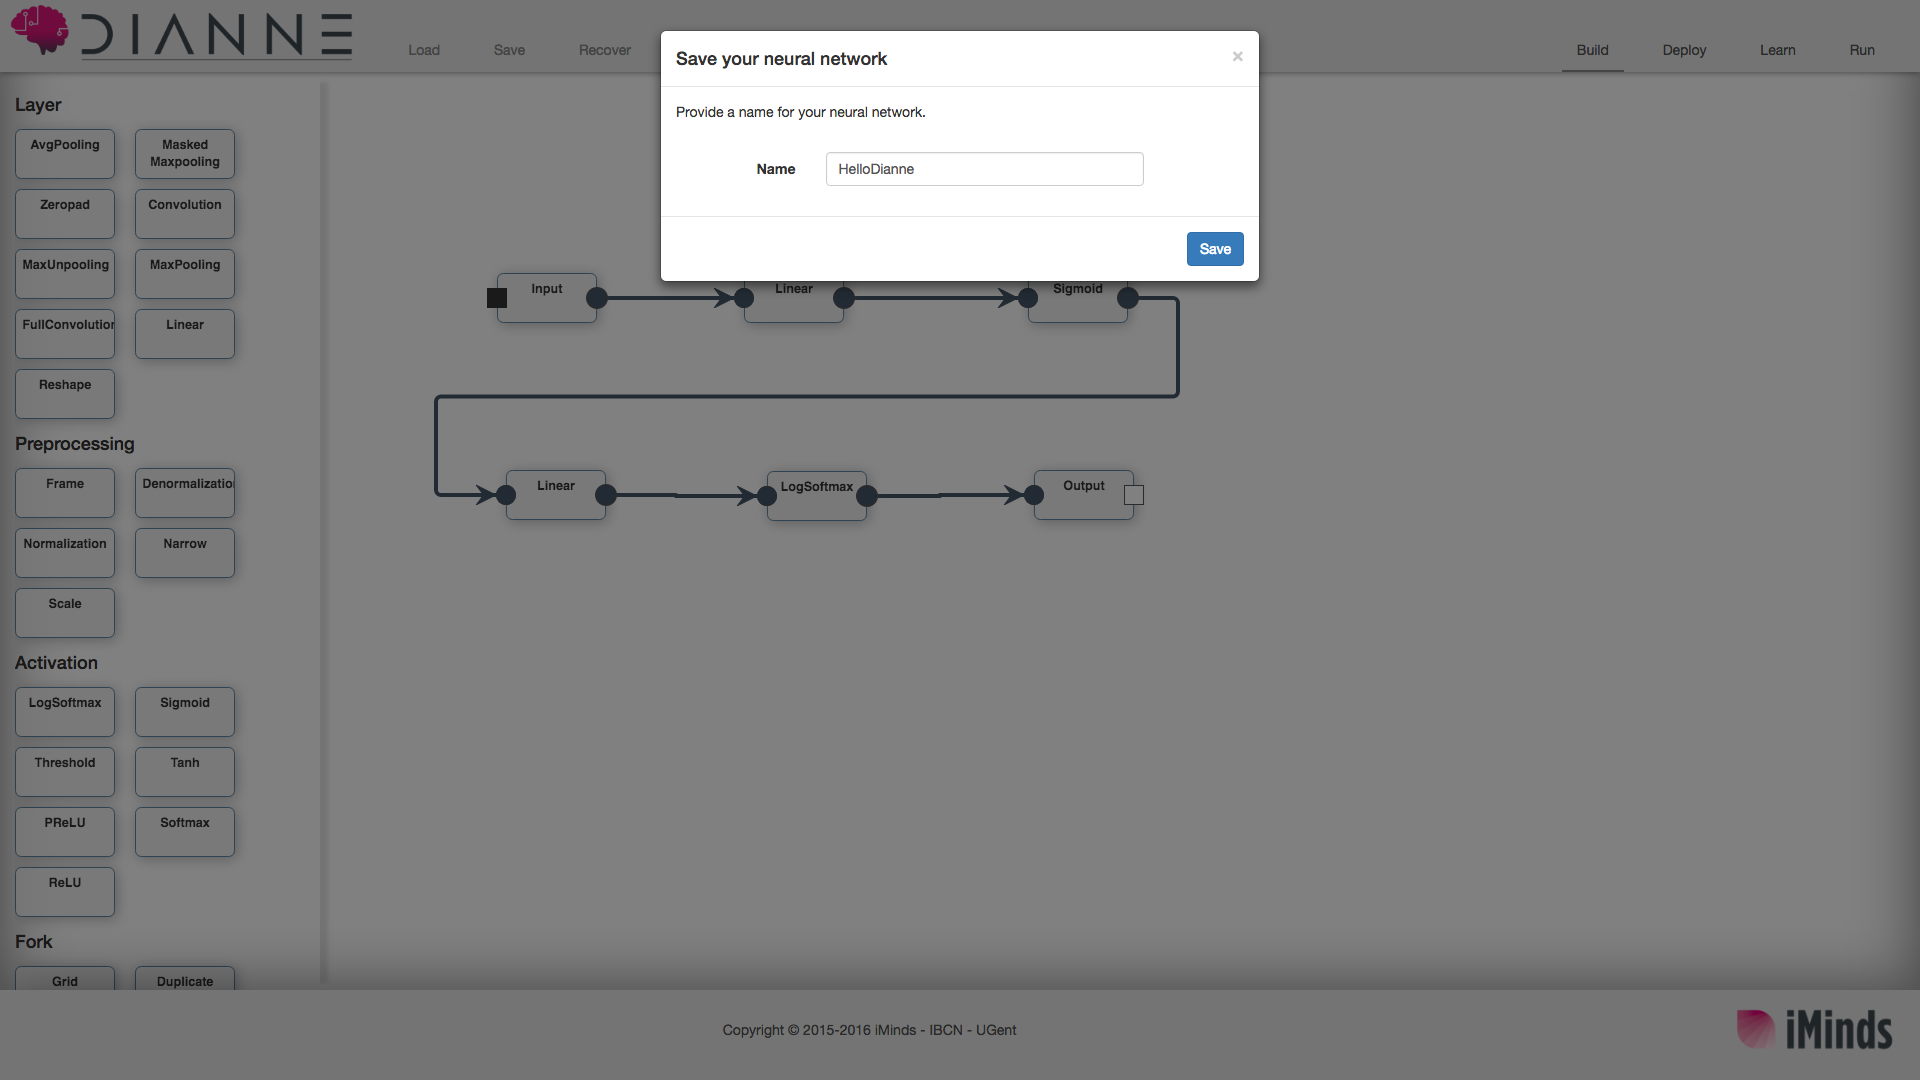 DIANNE
Load Save Recover
Build Deploy Learn Run
Save your neural network
×
Provide a name for your neural network.
Name HelloDianne
Save
Layer
AvgPooling
Masked Maxpooling
Zeropad
Convolution
MaxUnpooling
MaxPooling
FullConvolution
Linear
Reshape
Preprocessing
Frame
Denormalizatio
Normalization
Narrow
Scale
Activation
LogSoftmax
Sigmoid
Threshold
Tanh
PReLU
Softmax
ReLU
Fork
Grid
Duplicate
Input
Linear
Sigmoid
Linear
LogSoftmax
Output
Copyright © 2015-2016 iMinds - IBCN - UGent
iMinds